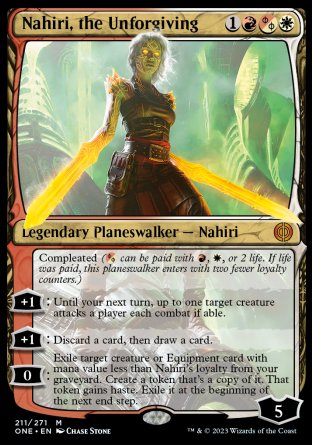 Nahiri, the Unforgiving 1
Legendary Planeswalker — Nahiri
Compleated ( can be paid with , , or 2 life. If life
was paid, this planeswalker enters with two fewer loyalty
counters.)
+1 : Until your next turn, up to one target creature
attacks a player each combat if able.
+1 : Discard a card, then draw a card.
Exile target creature or Equipment card with
mana value less than Nahiri's loyalty from your
0 : graveyard. Create a token that's a copy of it. That
token gains haste. Exile it at the beginning of
the next end step.
5
211/271 M
ONE • EN CHASE STONE
™ & © 2023 Wizards of the Coast